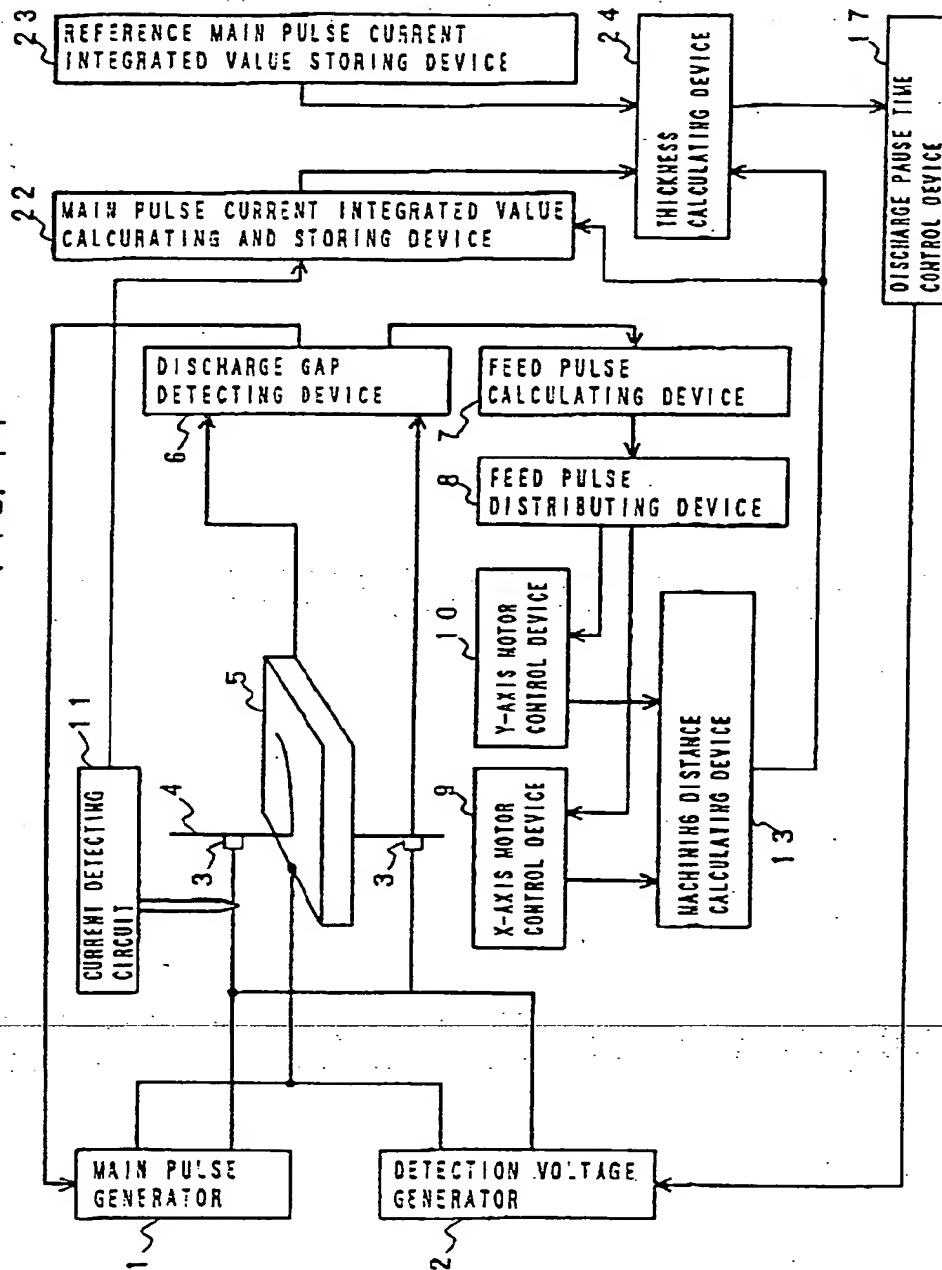 23
REFERENCE MAIN PULSE CURRENT
INTEGRATED VALUE STORING DEVICE
22
MAIN PULSE CURRENT INTEGRATED VALUE
CALCURATING AND STORING DEVICE
24
THICKNESS
CALCULATING DEVICE
17
DISCHARGE PAUSE TIME
CONTROL DEVICE
11
CURRENT DETECTING
CIRCUIT
6
DISCHARGE GAP
DETECTING DEVICE
7
FEED PULSE
CALCULATING DEVICE
8
FEED PULSE
DISTRIBUTING DEVICE
4
3
5
3
10
Y-AXIS MOTOR
CONTROL DEVICE
9
X-AXIS MOTOR
CONTROL DEVICE
MACHINING DISTANCE
CALCULATING DEVICE
13
MAIN PULSE
GENERATOR
1
DETECTION VOLTAGE
GENERATOR
2